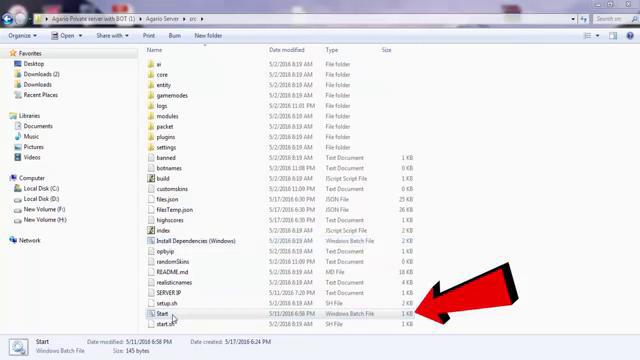 Agario Private server with BOT (1) ▸ Agario Server ▸ src ▸
Search src
Organize ▾ Open ▾ Share with ▾ Print Burn New folder
Name Date modified Type Size
Favorites
Desktop
Downloads (2)
Downloads
Recent Places
Libraries
Documents
Music
Pictures
Videos
Computer
Local Disk (C:)
Local Disk (D:)
New Volume (F:)
New Volume (H:)
Network
ai 5/2/2016 8:19 AM File folder
core 5/2/2016 8:19 AM File folder
entity 5/2/2016 8:19 AM File folder
gamemodes 5/2/2016 8:19 AM File folder
logs 5/2/2016 11:01 PM File folder
modules 5/2/2016 8:19 AM File folder
packet 5/2/2016 8:19 AM File folder
plugins 5/2/2016 8:19 AM File folder
settings 5/2/2016 8:19 AM File folder
banned 5/2/2016 8:19 AM Text Document 1 KB
botnames 5/2/2016 11:08 PM Text Document 1 KB
build 5/2/2016 8:19 AM JScript Script File 1 KB
customskins 5/2/2016 8:19 AM Text Document 1 KB
files.json 5/17/2016 8:19 AM JSON File 25 KB
filesTemp.json 5/17/2016 8:19 AM JSON File 26 KB
highscores 5/2/2016 8:19 AM Text Document 1 KB
index 5/2/2016 8:19 AM JScript Script File 4 KB
Install Dependencies (Windows) 5/2/2016 8:19 AM Windows Batch File 2 KB
opbyip 5/2/2016 8:19 AM Text Document 1 KB
randomSkins 5/2/2016 11:09 PM Text Document 1 KB
README.md 5/2/2016 8:19 AM MD File 18 KB
realisticnames 5/2/2016 8:19 AM Text Document 4 KB
SERVER IP 5/11/2016 7:20 PM Text Document 1 KB
setup.sh 5/2/2016 8:19 AM SH File 2 KB
Start 5/11/2016 6:58 PM Windows Batch File 1 KB
start.sh 5/2/2016 8:19 AM SH File 1 KB
Start Date modified: 5/11/2016 6:58 PM Date created: 5/17/2016 6:24 PM
Windows Batch File Size: 145 bytes